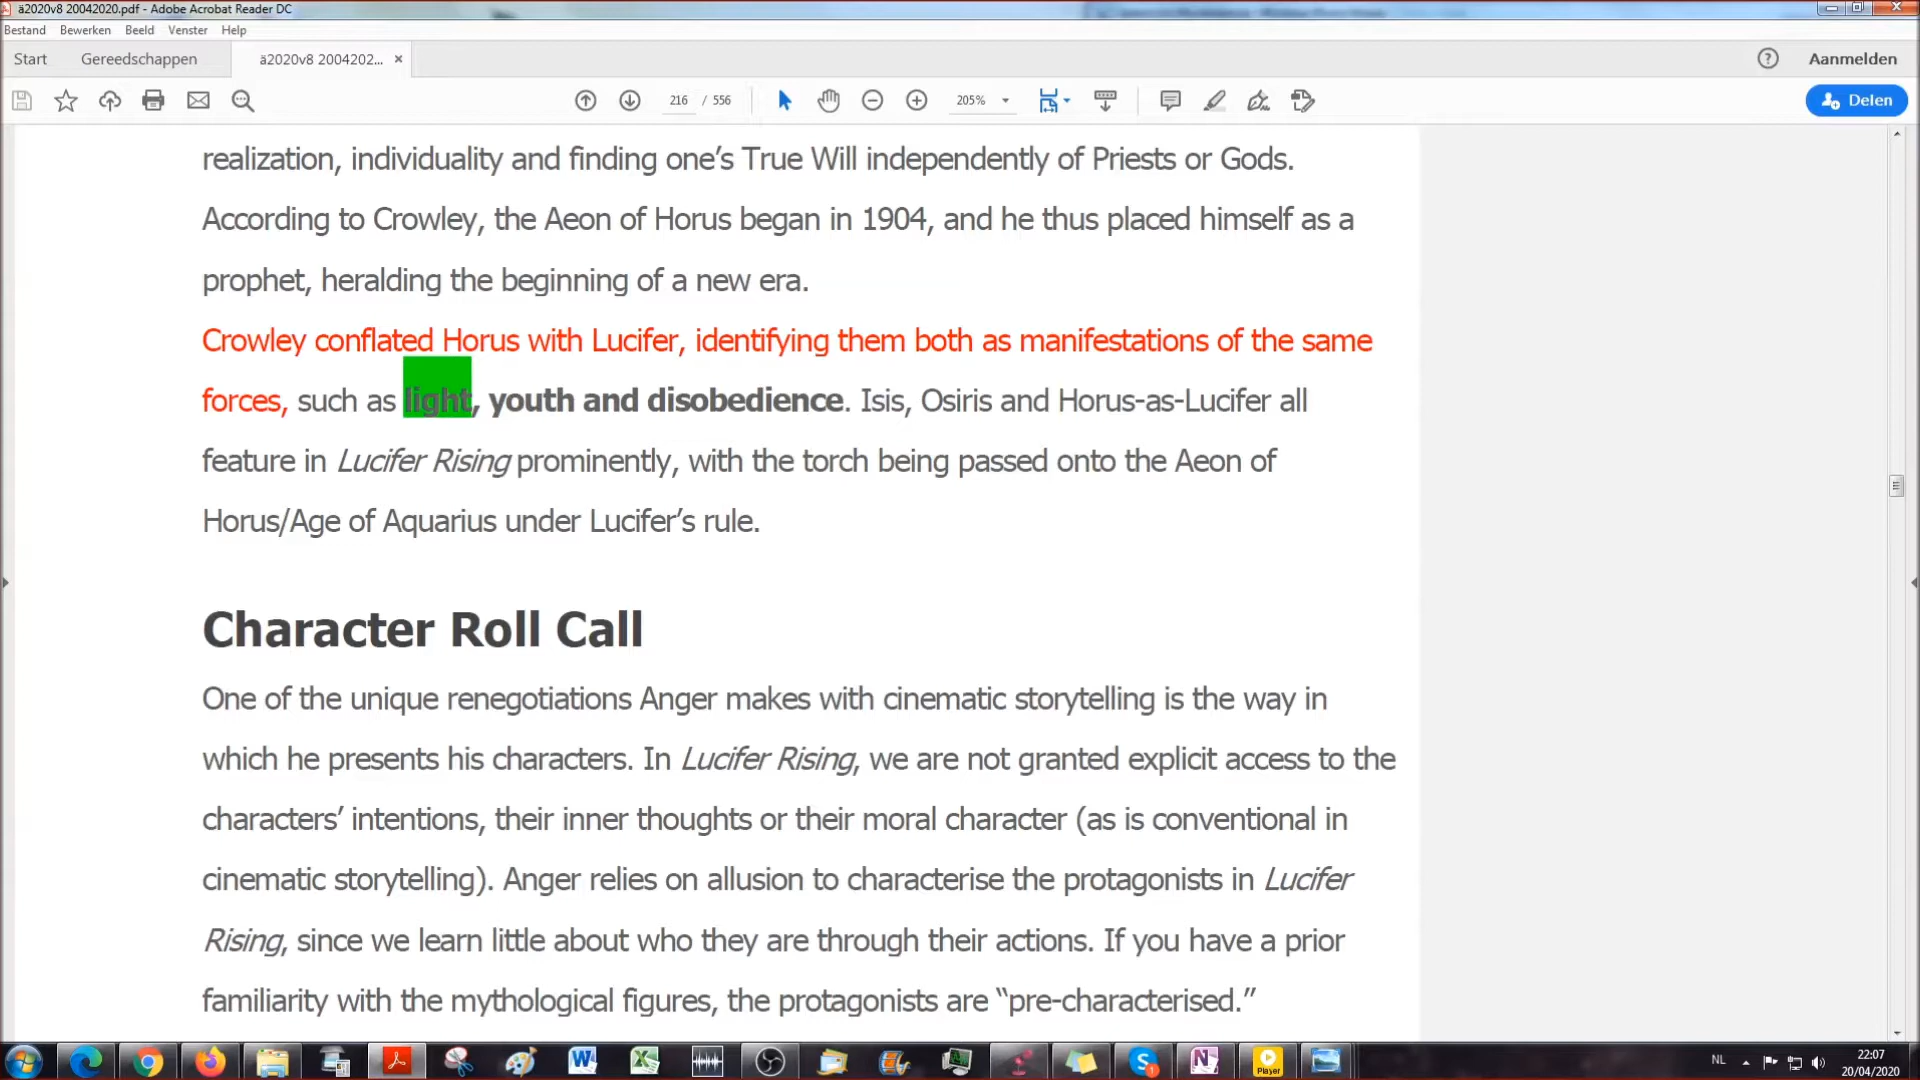 ä2020v8 20042020.pdf - Adobe Acrobat Reader DC
Bestand Bewerken Beeld Venster Help
Start Gereedschappen ä2020v8 2004202... × Aanmelden
216 / 556 205% Delen
realization, individuality and finding one’s True Will independently of Priests or Gods.
According to Crowley, the Aeon of Horus began in 1904, and he thus placed himself as a
prophet, heralding the beginning of a new era.
Crowley conflated Horus with Lucifer, identifying them both as manifestations of the same
forces, such as light, youth and disobedience. Isis, Osiris and Horus-as-Lucifer all
feature in Lucifer Rising prominently, with the torch being passed onto the Aeon of
Horus/Age of Aquarius under Lucifer’s rule.
Character Roll Call
One of the unique renegotiations Anger makes with cinematic storytelling is the way in
which he presents his characters. In Lucifer Rising, we are not granted explicit access to the
characters’ intentions, their inner thoughts or their moral character (as is conventional in
cinematic storytelling). Anger relies on allusion to characterise the protagonists in Lucifer
Rising, since we learn little about who they are through their actions. If you have a prior
familiarity with the mythological figures, the protagonists are “pre-characterised.”
Player
NL
22:07
20/04/2020